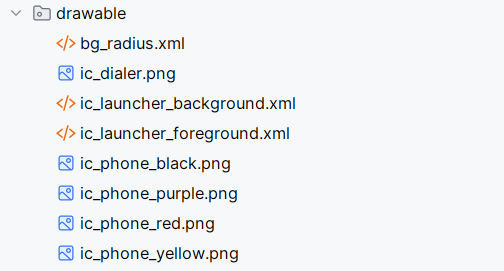 drawable
bg_radius.xml
ic_dialer.png
ic_launcher_background.xml
ic_launcher_foreground.xml
ic_phone_black.png
ic_phone_purple.png
ic_phone_red.png
ic_phone_yellow.png